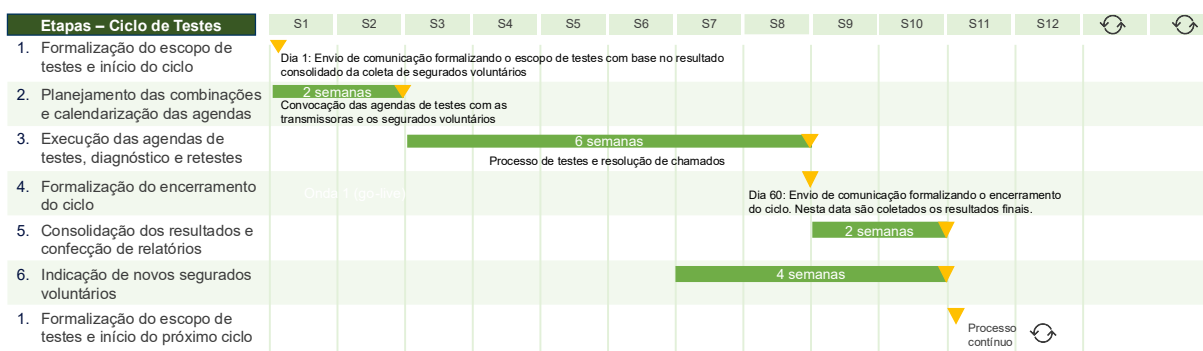 Etapas – Ciclo de Testes
S1 S2 S3 S4 S5 S6 S7 S8 S9 S10 S11 S12
1. Formalização do escopo de
testes e início do ciclo
Dia 1: Envio de comunicação formalizando o escopo de testes com base no resultado
consolidado da coleta de segurados voluntários
2. Planejamento das combinações
e calendarização das agendas
2 semanas
Convocação das agendas de testes com as
transmissoras e os segurados voluntários
3. Execução das agendas de
testes, diagnóstico e retestes
6 semanas
Processo de testes e resolução de chamados
4. Formalização do encerramento
do ciclo
Onda 1 (go-live)
Dia 60: Envio de comunicação formalizando o encerramento
do ciclo. Nesta data são coletados os resultados finais.
5. Consolidação dos resultados e
confecção de relatórios
2 semanas
6. Indicação de novos segurados
voluntários
4 semanas
1. Formalização do escopo de
testes e início do próximo ciclo
Processo
contínuo